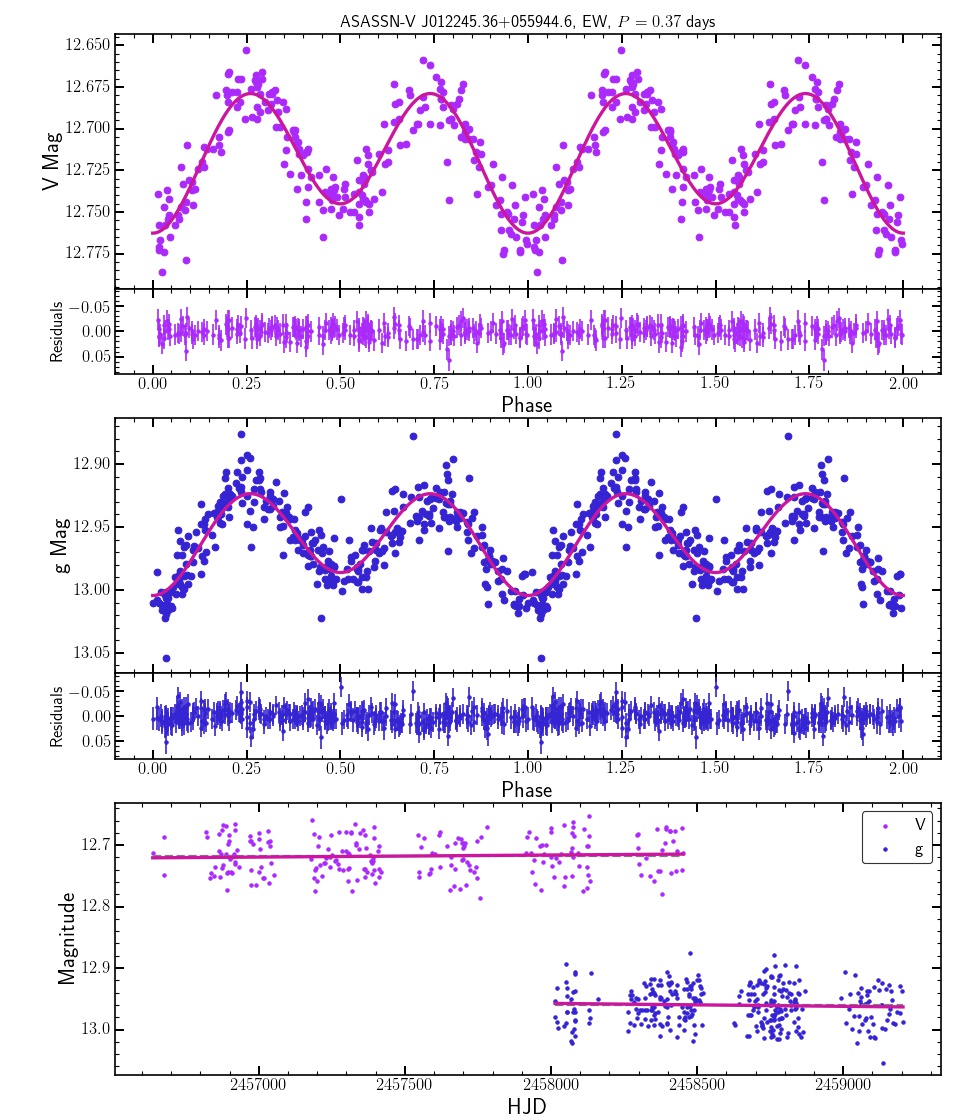 ASASSN-V J012245.36+055944.6, EW, P = 0.37 days
12.650
12.675
12.700
12.725
12.750
12.775
V Mag
−0.05
0.00
0.05
Residuals
0.00 0.25 0.50 0.75 1.00 1.25 1.50 1.75 2.00
Phase
12.90
12.95
13.00
13.05
g Mag
−0.05
0.00
0.05
Residuals
0.00 0.25 0.50 0.75 1.00 1.25 1.50 1.75 2.00
Phase
V
g
12.7
12.8
12.9
13.0
Magnitude
2457000 2457500 2458000 2458500 2459000
HJD